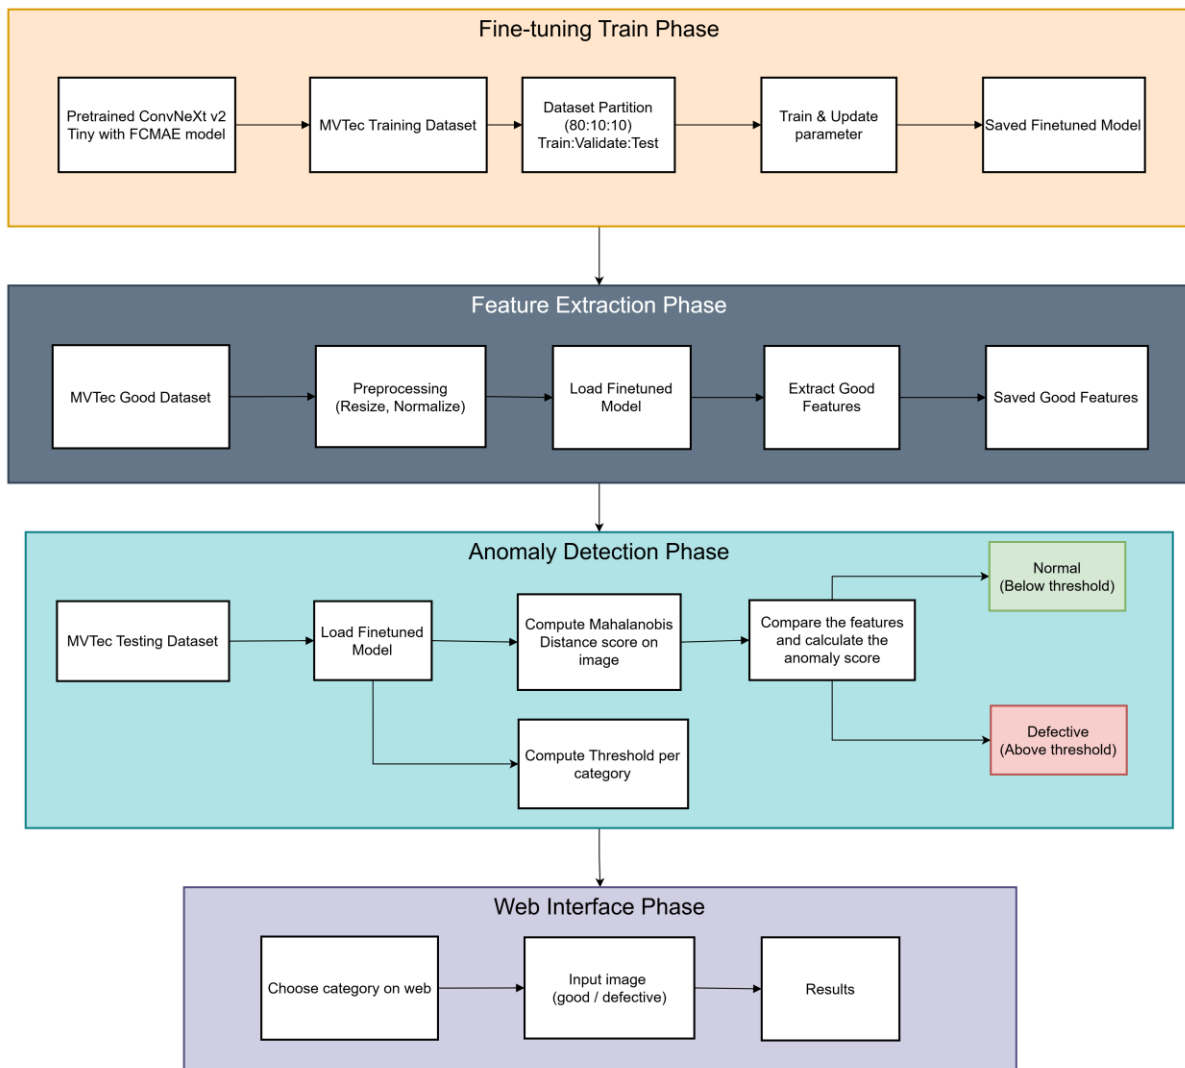 Fine-tuning Train Phase
Pretrained ConvNeXt v2
Tiny with FCMAE model
MVTec Training Dataset
Dataset Partition
(80:10:10)
Train:Validate:Test
Train & Update
parameter
Saved Finetuned Model
Feature Extraction Phase
MVTec Good Dataset
Preprocessing
(Resize, Normalize)
Load Finetuned
Model
Extract Good
Features
Saved Good Features
Anomaly Detection Phase
MVTec Testing Dataset
Load Finetuned
Model
Compute Mahalanobis
Distance score on
image
Compare the features
and calculate the
anomaly score
Normal
(Below threshold)
Compute Threshold per
category
Defective
(Above threshold)
Web Interface Phase
Choose category on web
Input image
(good / defective)
Results